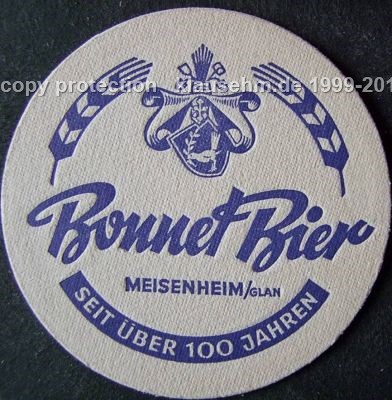 copy protection klausehm.de 1999-201
Bonnet Bier
MEISENHEIM/GLAN
SEIT ÜBER 100 JAHREN